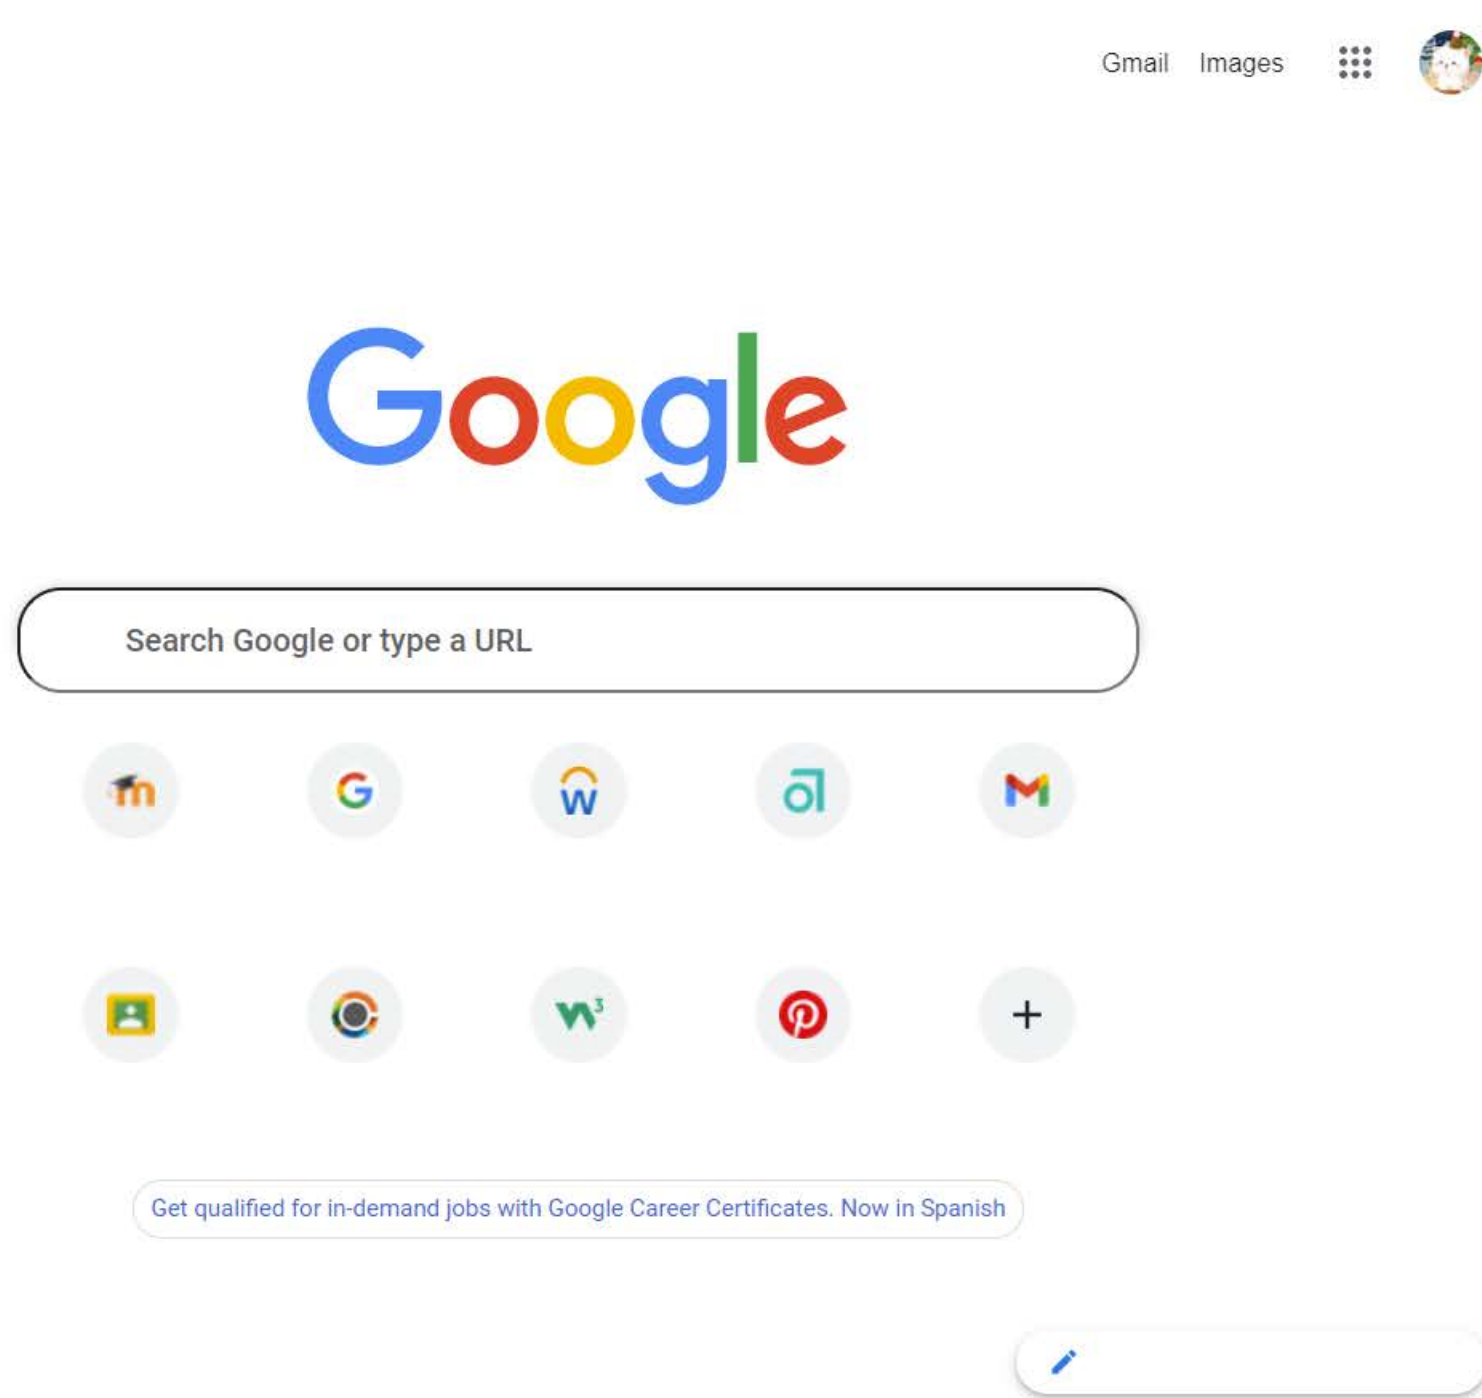 Gmail Images
Google
Search Google or type a URL
Get qualified for in-demand jobs with Google Career Certificates. Now in Spanish